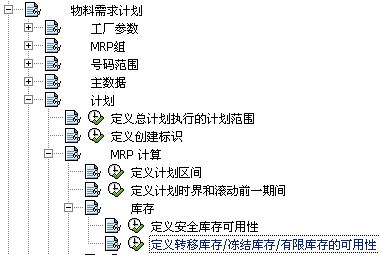 物料需求计划
工厂参数
MRP组
号码范围
主数据
计划
定义总计划执行的计划范围
定义创建标识
MRP 计算
定义计划区间
定义计划时界和滚动前一期间
库存
定义安全库存可用性
定义转移库存/冻结库存/有限库存的可用性